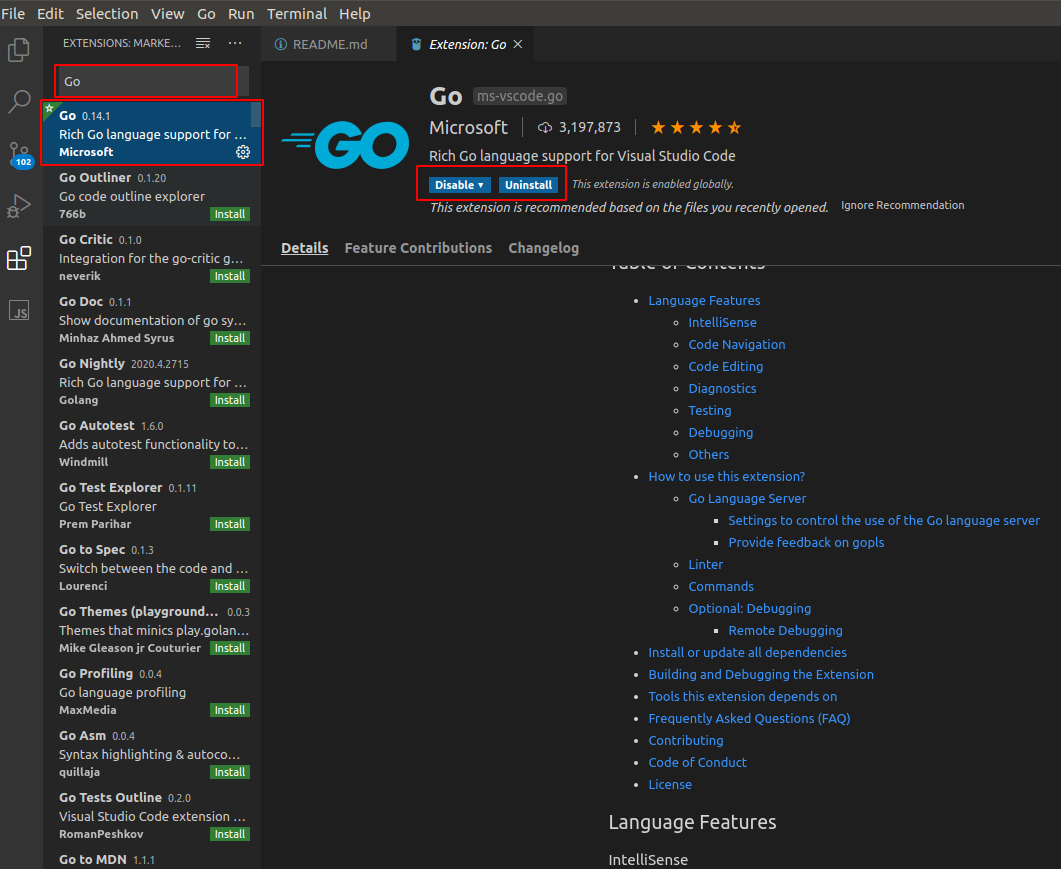 File Edit Selection View Go Run Terminal Help
EXTENSIONS: MARKE...
README.md
Extension: Go
Go
Go 0.14.1
Rich Go language support for ...
Microsoft
102
Go Outliner 0.1.20
Go code outline explorer
766b Install
Go Critic 0.1.0
Integration for the go-critic g...
neverik Install
Go Doc 0.1.1
Show documentation of go sy...
Minhaz Ahmed Syrus Install
JS
Go Nightly 2020.4.2715
Rich Go language support for ...
Golang Install
Go Autotest 1.6.0
Adds autotest functionality to...
Windmill Install
Go Test Explorer 0.1.11
Go Test Explorer
Prem Parihar Install
Go to Spec 0.1.3
Switch between the code and ...
Lourenci Install
Go Themes (playground... 0.0.3
Themes that minics play.golan...
Mike Gleason jr Couturier Install
Go Profiling 0.0.4
Go language profiling
MaxMedia Install
Go Asm 0.0.4
Syntax highlighting & autoco...
quillaja Install
Go Tests Outline 0.2.0
Visual Studio Code extension ...
RomanPeshkov Install
Go to MDN 1.1.1
GO
Go ms-vscode.go
Microsoft 3,197,873
Rich Go language support for Visual Studio Code
Disable Uninstall This extension is enabled globally.
This extension is recommended based on the files you recently opened. Ignore Recommendation
Details Feature Contributions Changelog
Table of Contents
Language Features
IntelliSense
Code Navigation
Code Editing
Diagnostics
Testing
Debugging
Others
How to use this extension?
Go Language Server
Settings to control the use of the Go language server
Provide feedback on gopls
Linter
Commands
Optional: Debugging
Remote Debugging
Install or update all dependencies
Building and Debugging the Extension
Tools this extension depends on
Frequently Asked Questions (FAQ)
Contributing
Code of Conduct
License
Language Features
IntelliSense